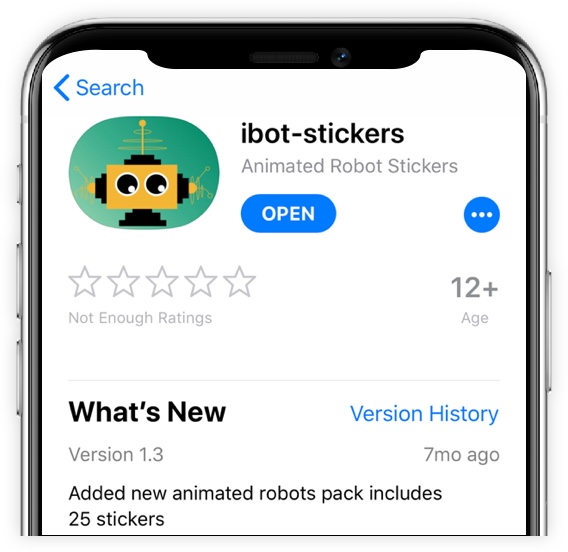 Search
ibot-stickers
Animated Robot Stickers
OPEN
Not Enough Ratings
12+
Age
What's New
Version History
Version 1.3
7mo ago
Added new animated robots pack includes
25 stickers